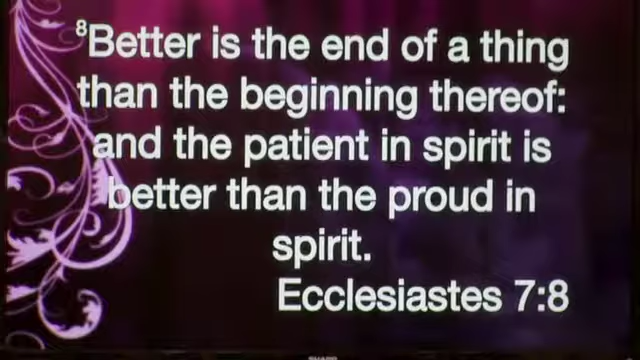 ⁸Better is the end of a thing
than the beginning thereof:
and the patient in spirit is
better than the proud in
spirit.
Ecclesiastes 7:8